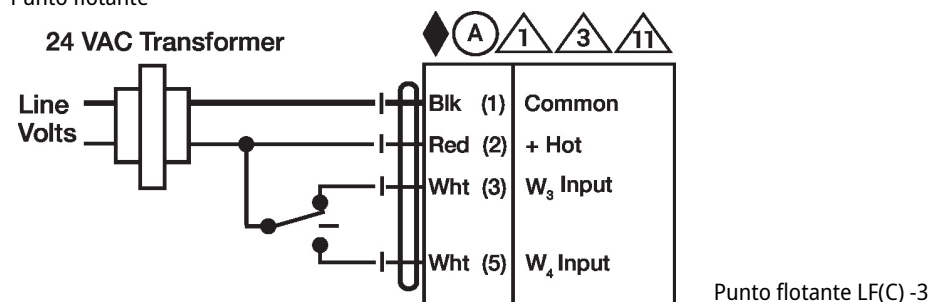 Punto flotante
24 VAC Transformer
A 1 3 11
Line Volts
Blk (1) Common
Red (2) + Hot
Wht (3) W3 Input
Wht (5) W4 Input
Punto flotante LF(C) -3